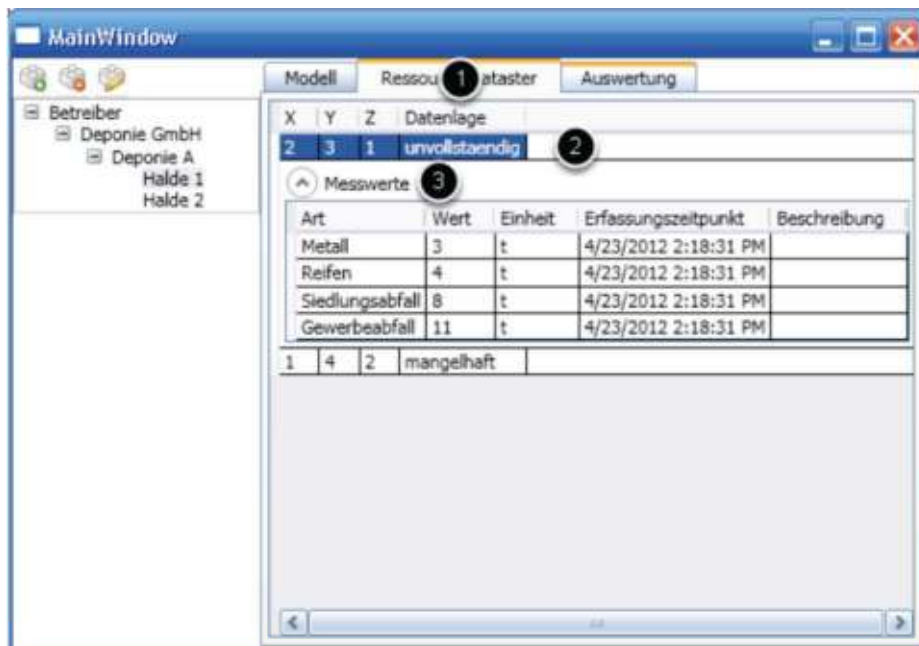 MainWindow
Modell Ressou 1 ataster Auswertung
Betreiber
Deponie GmbH
Deponie A
Halde 1
Halde 2
X Y Z Datenlage
2 3 1 unvollstaendig 2
Messwerte 3
Art Wert Einheit Erfassungszeitpunkt Beschreibung
Metall 3 t 4/23/2012 2:18:31 PM
Reifen 4 t 4/23/2012 2:18:31 PM
Siedlungsabfall 8 t 4/23/2012 2:18:31 PM
Gewerbeabfall 11 t 4/23/2012 2:18:31 PM
1 4 2 mangelhaft